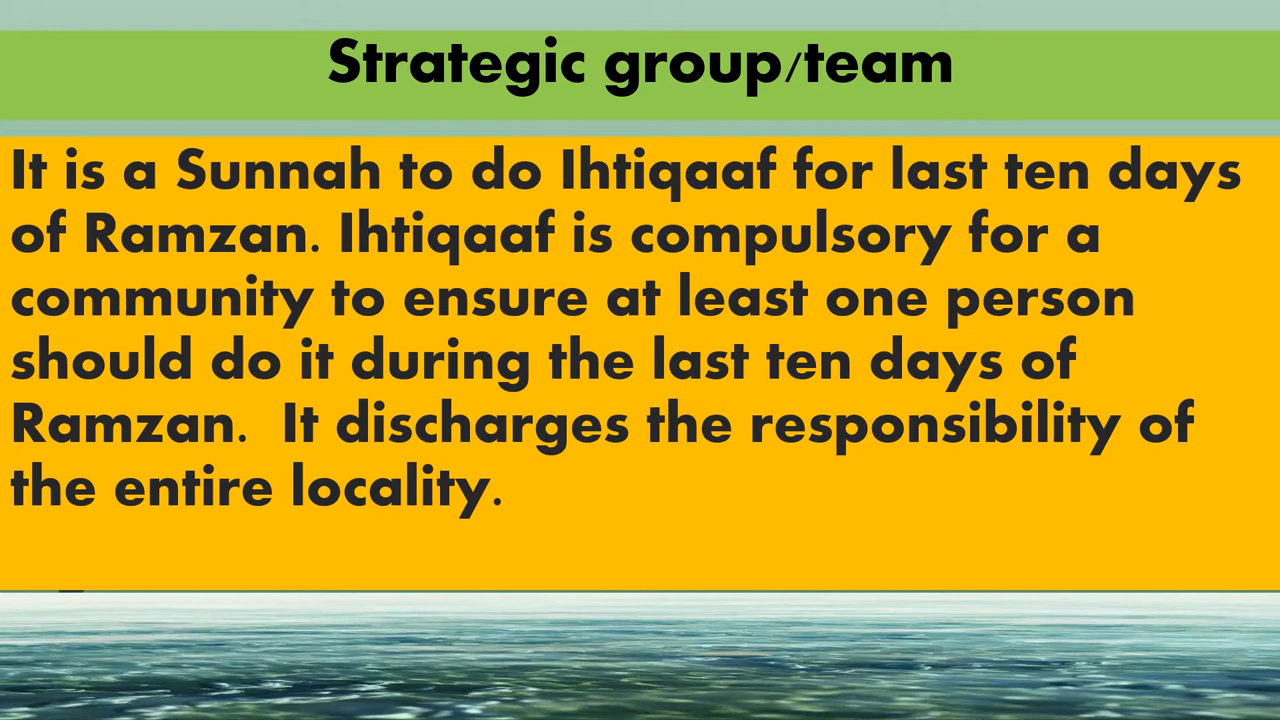 Strategic group/team
It is a Sunnah to do Ihtiqaaf for last ten days
of Ramzan. Ihtiqaaf is compulsory for a
community to ensure at least one person
should do it during the last ten days of
Ramzan.  It discharges the responsibility of
the entire locality.